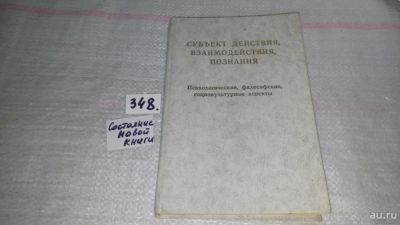 СУБЪЕКТ ДЕЙСТВИЯ,
ВЗАИМОДЕЙСТВИЯ,
ПОЗНАНИЯ
Психологические, философские,
социокультурные аспекты
348.
Состояние
новой
книги
au.ru